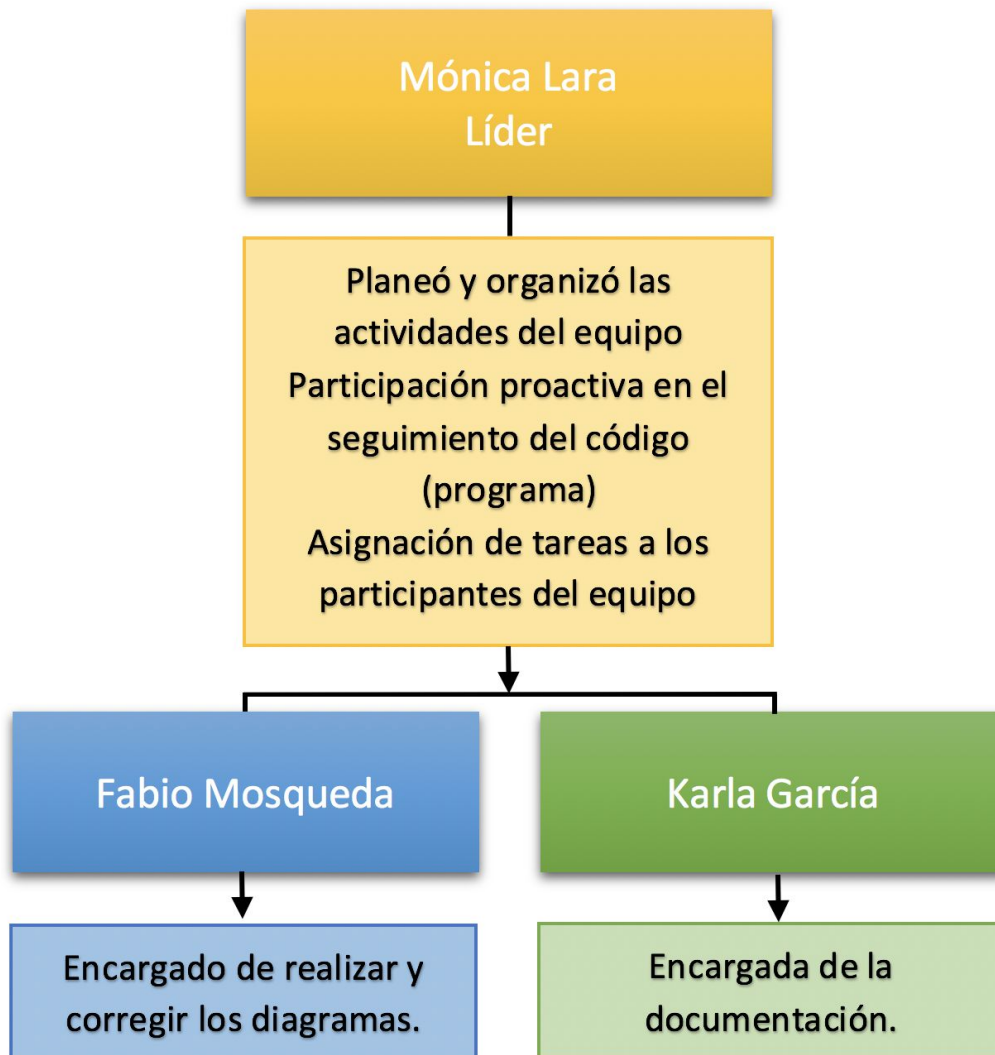 Mónica Lara
Líder
Planeó y organizó las
actividades del equipo
Participación proactiva en el
seguimiento del código
(programa)
Asignación de tareas a los
participantes del equipo
Fabio Mosqueda
Karla García
Encargado de realizar y
corregir los diagramas.
Encargada de la
documentación.